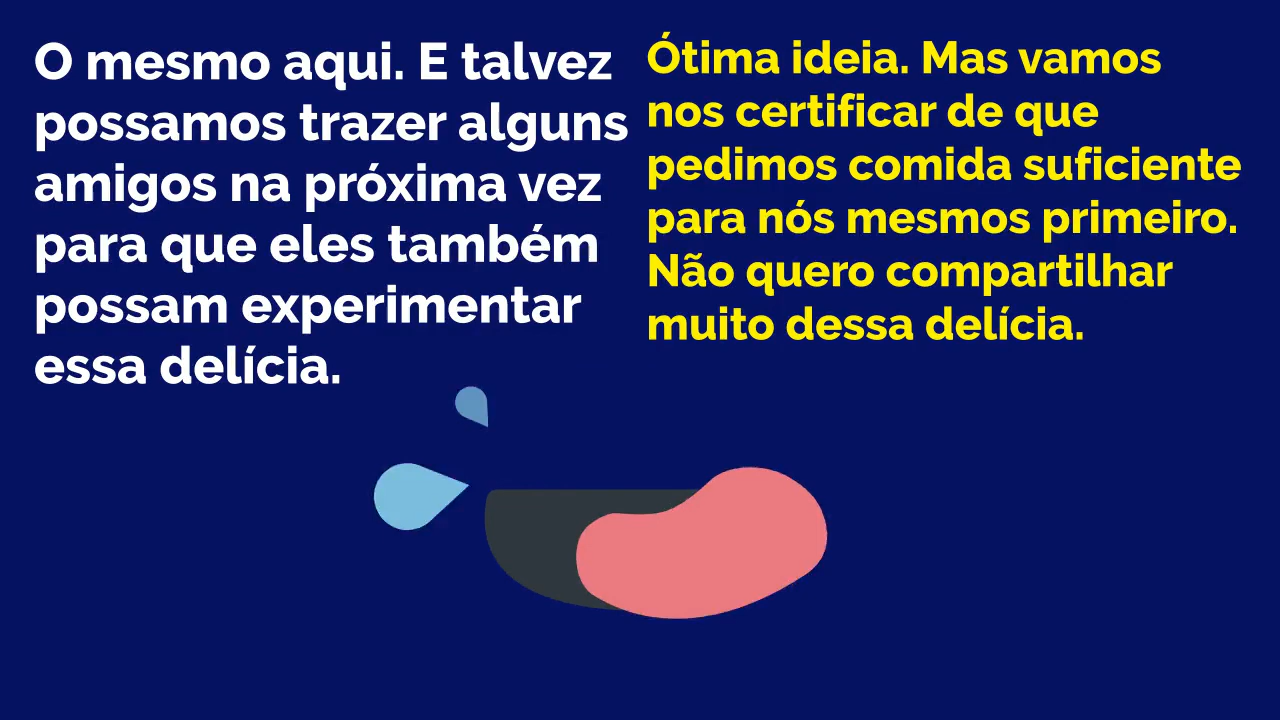 O mesmo aqui. E talvez
possamos trazer alguns
amigos na próxima vez
para que eles também
possam experimentar
essa delícia.
Ótima ideia. Mas vamos
nos certificar de que
pedimos comida suficiente
para nós mesmos primeiro.
Não quero compartilhar
muito dessa delícia.